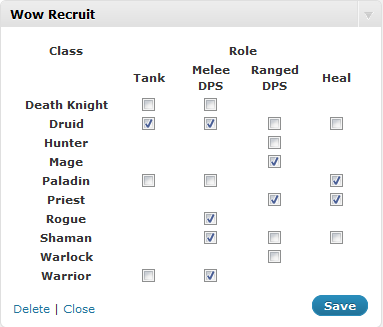 Wow Recruit
Class Role
Tank Melee DPS Ranged DPS Heal
Death Knight
Druid
Hunter
Mage
Paladin
Priest
Rogue
Shaman
Warlock
Warrior
Delete | Close Save